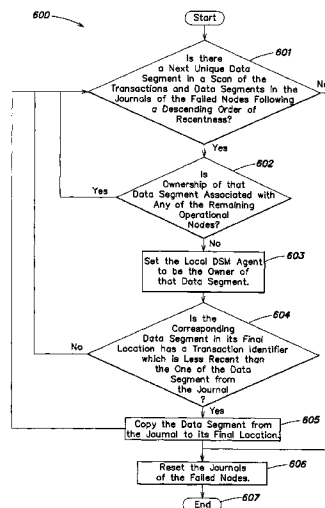 600
Start
601
Is there
a Next Unique Data
Segment in a Scan of the
Transactions and Data Segments in the
Journals of the Failed Nodes Following
a Descending Order of
Recentness?
No
Yes
602
Is
Ownership of that
Data Segment Associated with
Any of the Remaining
Operational
Nodes?
Yes
No
603
Set the Local DSM Agent
to be the Owner of
that Data Segment.
604
Is the
Corresponding
Data Segment in its Final
Location has a Transaction identifier
which is Less Recent than
the One of the Data
Segment from
the Journal
?
No
Yes
605
Copy the Data Segment from
the Journal to its Final Location.
606
Reset the Journals
of the Failed Nodes.
End
607